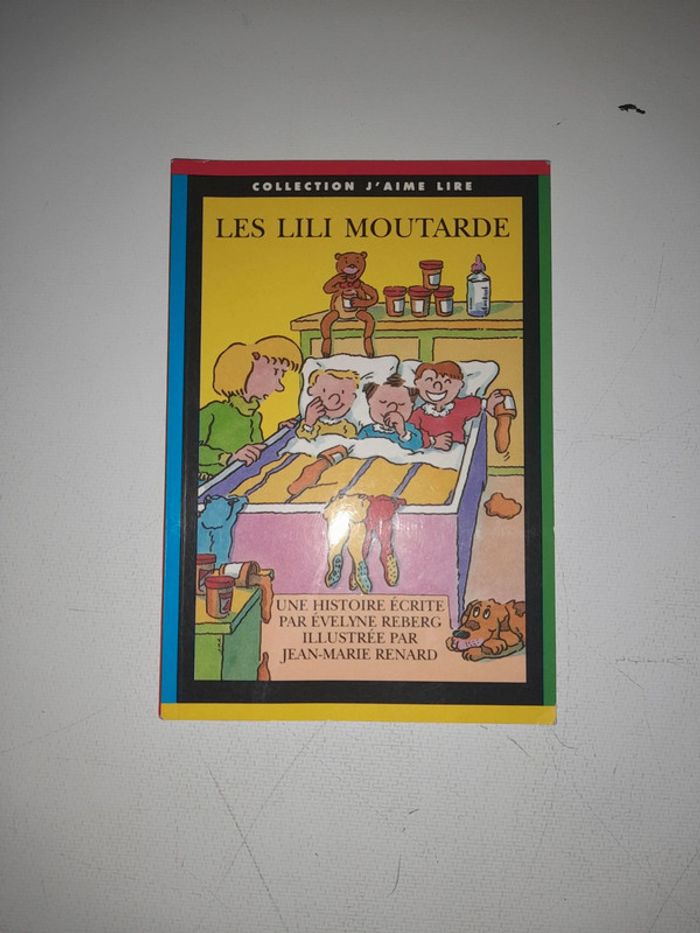 COLLECTION J'AIME LIRE
LES LILI MOUTARDE
UNE HISTOIRE ÉCRITE
PAR ÉVELYNE REBERG
ILLUSTRÉE PAR
JEAN-MARIE RENARD